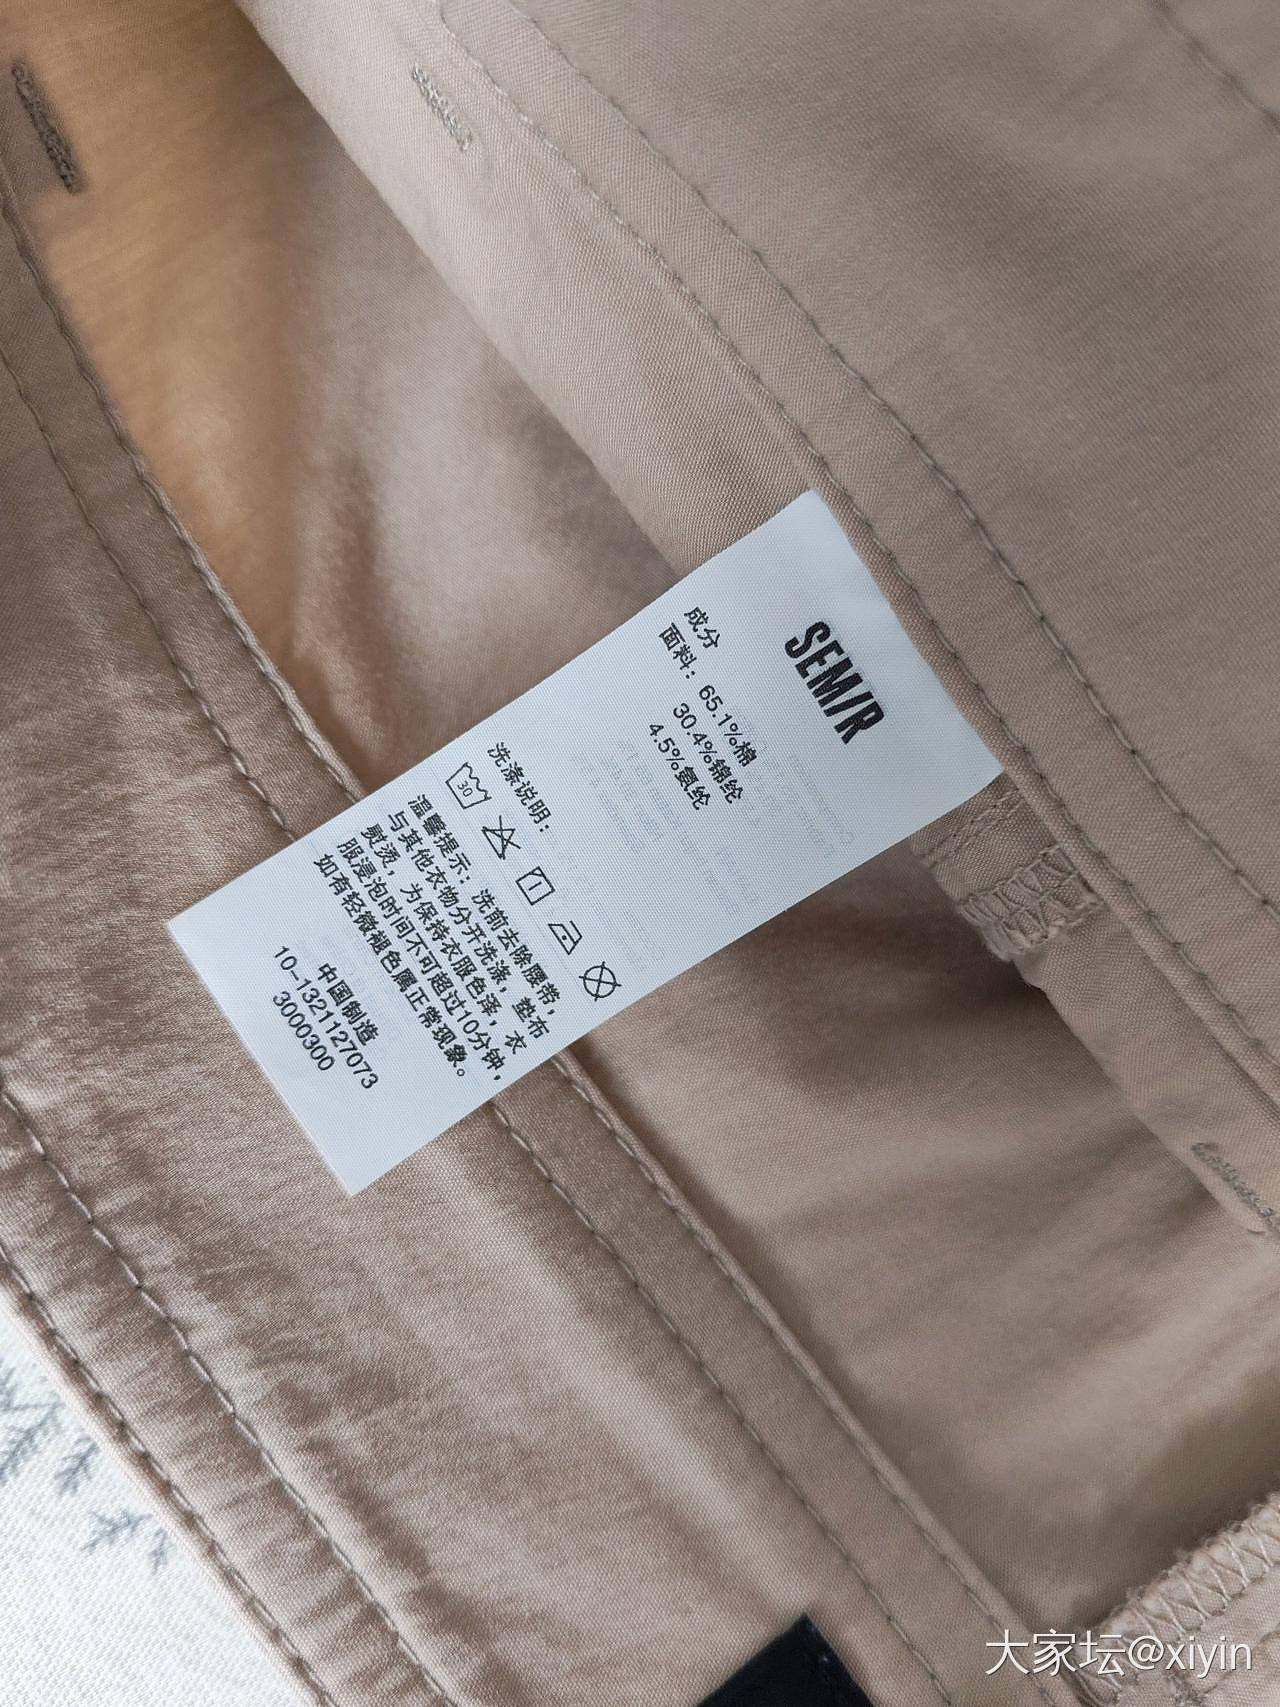 SEM/R
成分
面料：65.1%棉
30.4%锦纶
4.5%氨纶
洗涤说明：
30
温馨提示：洗前去除腰带，
与其他衣物分开洗涤，垫布
熨烫，为保持衣服色泽，衣
服浸泡时间不可超过10分钟，
如有轻微褪色属正常现象。
中国制造
10-1321127073
3000300
大家坛@xiyin